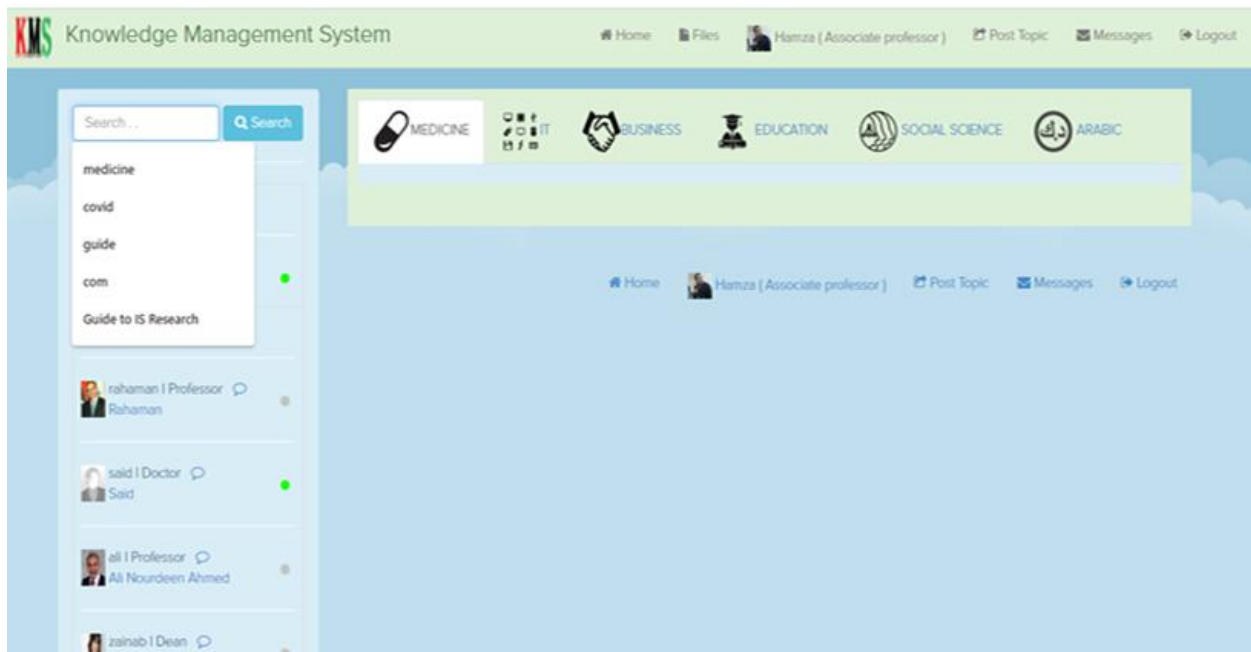 KMS Knowledge Management System
Home Files Hamza ( Associate professor ) Post Topic Messages Logout
Search . . Search
medicine
covid
guide
com
Guide to IS Research
MEDICINE IT BUSINESS EDUCATION SOCIAL SCIENCE د.ك ARABIC
Home Hamza ( Associate professor ) Post Topic Messages Logout
rahaman | Professor
Rahaman
said | Doctor
Said
ali | Professor
Ali Nourdeen Ahmed
zainab | Dean